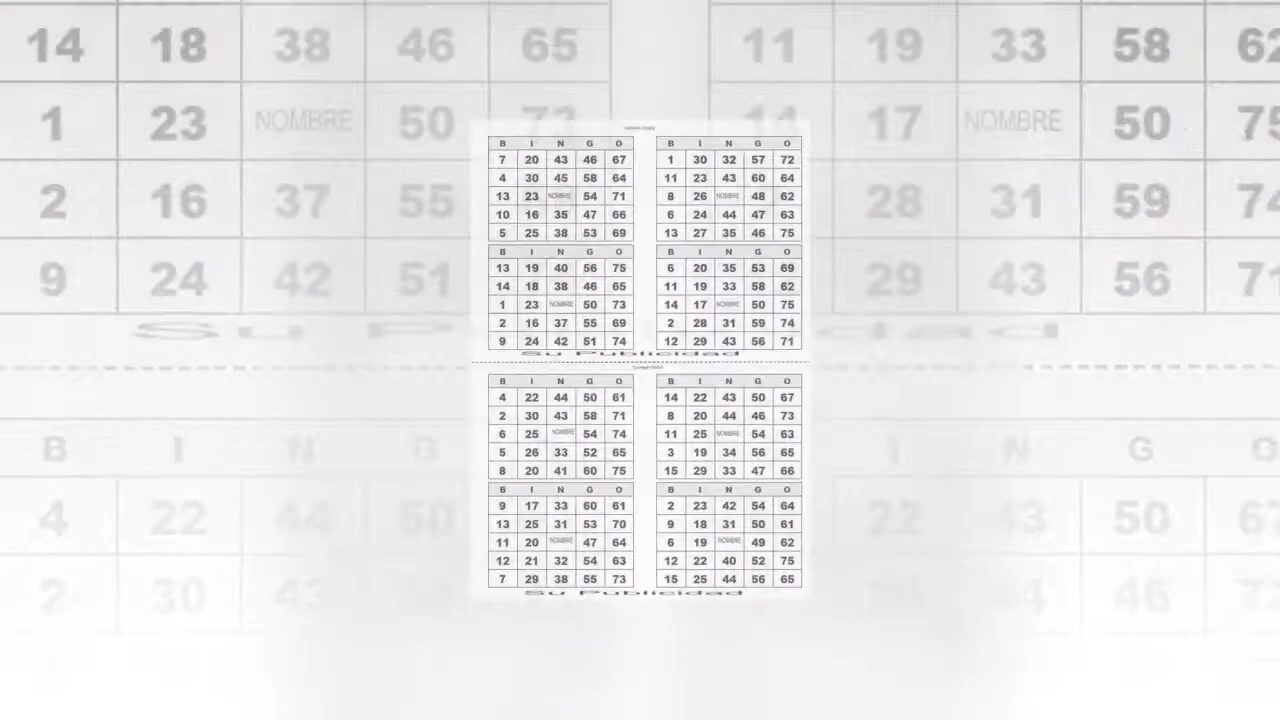 B I N G O
7 20 43 46 67
4 30 45 58 64
13 23 NOMBRE 54 71
10 16 35 47 66
5 25 38 53 69
B I N G O
1 30 32 57 72
11 23 43 60 64
8 26 NOMBRE 48 62
6 24 44 47 63
13 27 35 46 75
B I N G O
13 19 40 56 75
14 18 38 46 65
1 23 NOMBRE 50 73
2 16 37 55 69
9 24 42 51 74
B I N G O
6 20 35 53 69
11 19 33 58 62
14 17 NOMBRE 50 75
2 28 31 59 74
12 29 43 56 71
Su Publicidad
B I N G O
4 22 44 50 61
2 30 43 58 71
6 25 NOMBRE 54 74
5 26 33 52 65
8 20 41 60 75
B I N G O
14 22 43 50 67
8 20 44 46 73
11 25 NOMBRE 54 63
3 19 34 56 65
15 29 33 47 66
B I N G O
9 17 33 60 61
13 25 31 53 70
11 20 NOMBRE 47 64
12 21 32 54 63
7 29 38 55 73
B I N G O
2 23 42 54 64
9 18 31 50 61
6 19 NOMBRE 49 62
12 22 40 52 75
15 25 44 56 65
Su Publicidad